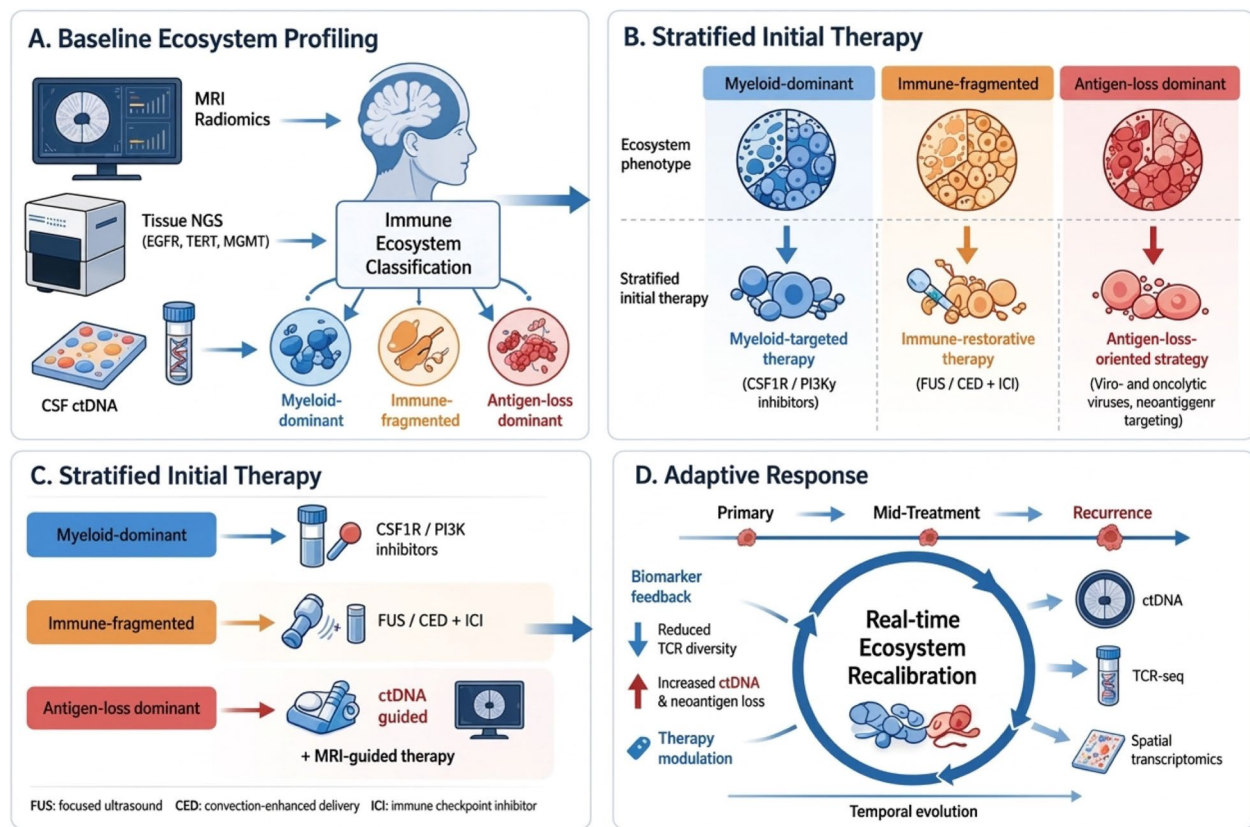 A. Baseline Ecosystem Profiling
MRI
Radiomics
Tissue NGS
(EGFR, TERT, MGMT)
CSF ctDNA
Immune
Ecosystem
Classification
Myeloid-
dominant
Immune-
fragmented
Antigen-loss
dominant
B. Stratified Initial Therapy
Myeloid-dominant
Immune-fragmented
Antigen-loss dominant
Ecosystem
phenotype
Stratified
initial therapy
Myeloid-targeted
therapy
(CSF1R / PI3Kγ
inhibitors)
Immune-restorative
therapy
(FUS / CED + ICI)
Antigen-loss-
oriented strategy
(Viro- and oncolytic
viruses, neoantiggenr
targeting)
C. Stratified Initial Therapy
Myeloid-dominant
CSF1R / PI3K
inhibitors
Immune-fragmented
FUS / CED + ICI
Antigen-loss dominant
ctDNA
guided
+ MRI-guided therapy
FUS: focused ultrasound CED: convection-enhanced delivery ICI: immune checkpoint inhibitor
D. Adaptive Response
Primary
Mid-Treatment
Recurrence
Biomarker
feedback
Reduced
TCR diversity
Increased ctDNA
& neoantigen loss
Therapy
modulation
Real-time
Ecosystem
Recalibration
ctDNA
TCR-seq
Spatial
transcriptomics
Temporal evolution